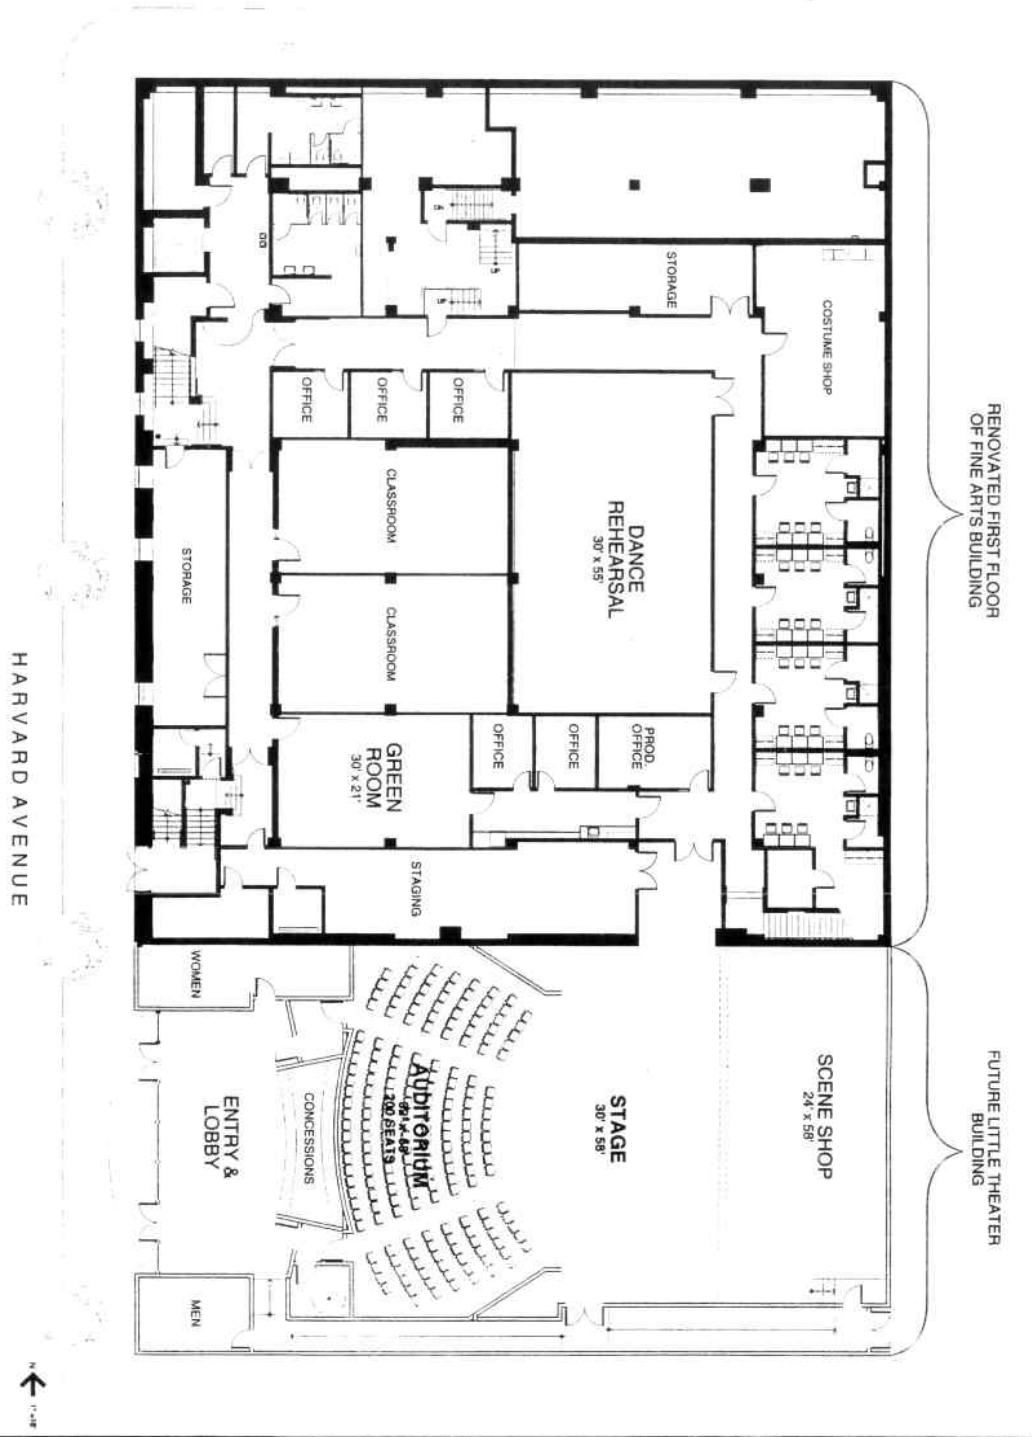 RENOVATED FIRST FLOOR
OF FINE ARTS BUILDING
FUTURE LITTLE THEATER
BUILDING
COSTUME SHOP
STORAGE
SCENE SHOP
24' x 58'
DANCE
REHEARSAL
30' x 55'
STAGE
30' x 58'
PROD.
OFFICE
OFFICE
OFFICE
OFFICE
OFFICE
OFFICE
CLASSROOM
CLASSROOM
GREEN
ROOM
30' x 21'
STAGING
AUDITORIUM
200 SEATS
CONCESSIONS
STORAGE
WOMEN
ENTRY &
LOBBY
MEN
HARVARD AVENUE
N